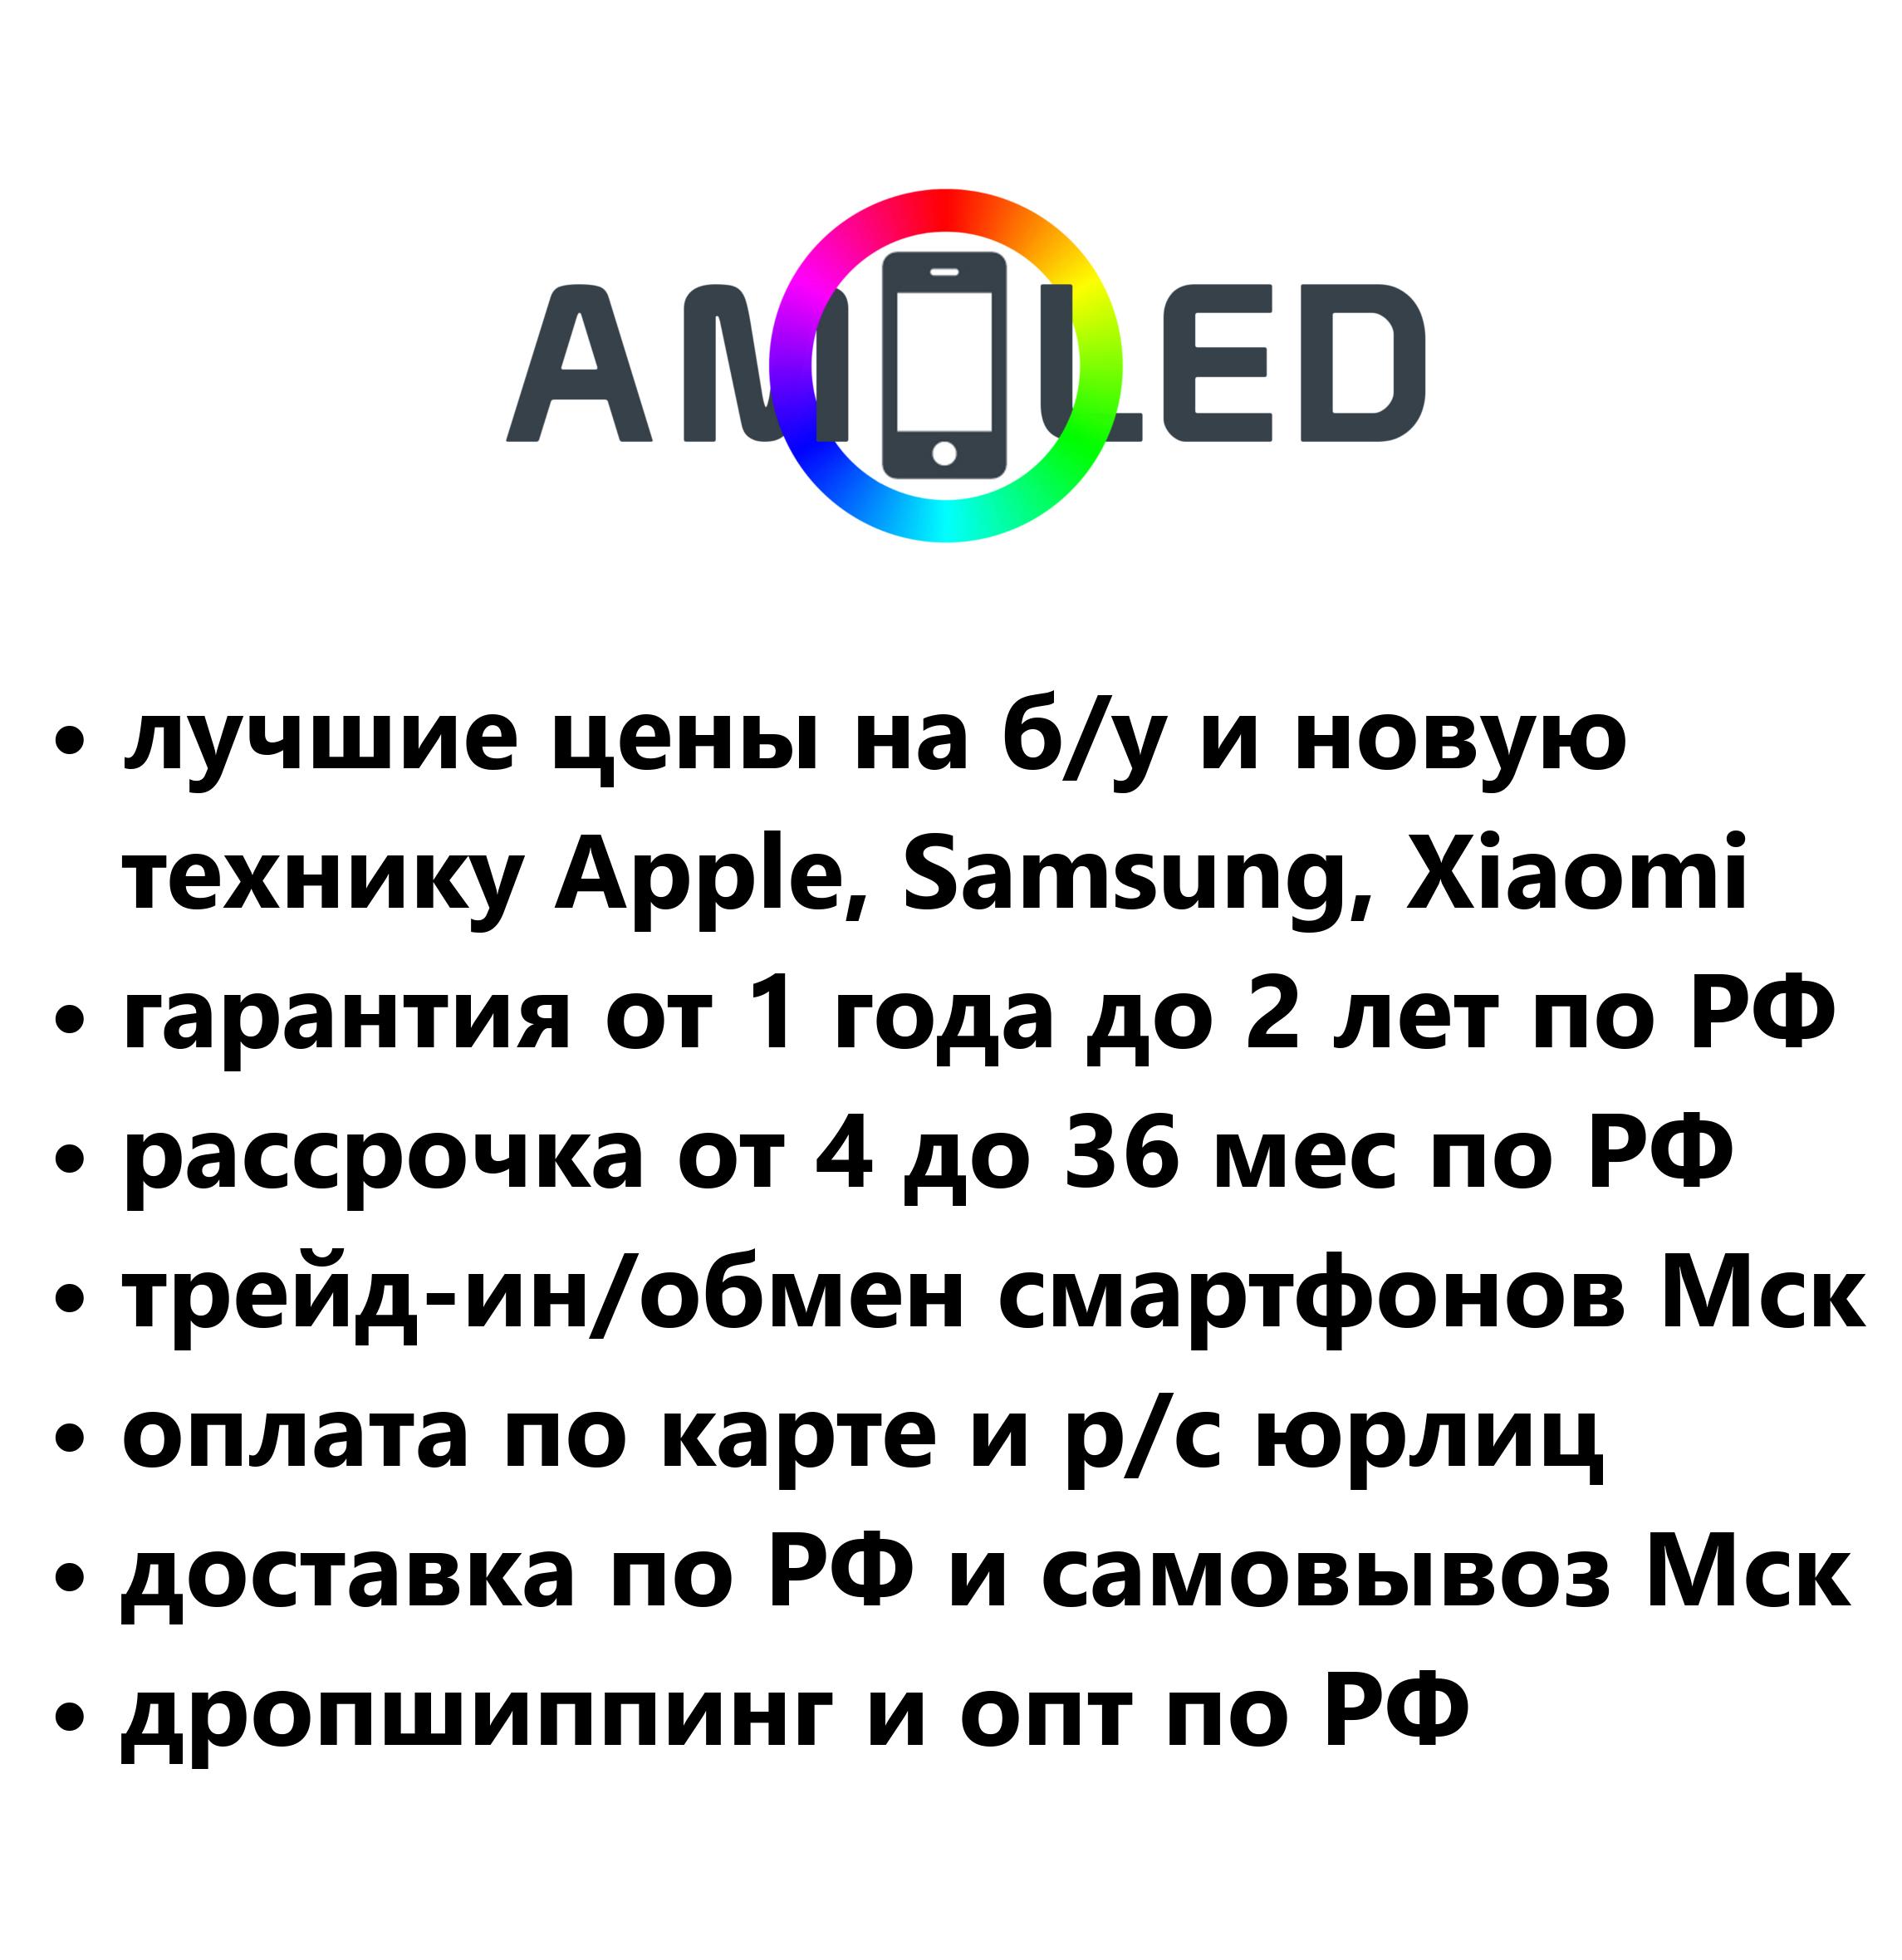 AMOLED
• лучшие цены на б/у и новую
технику Apple, Samsung, Xiaomi
• гарантия от 1 года до 2 лет по РФ
• рассрочка от 4 до 36 мес по РФ
• трейд-ин/обмен смартфонов Мск
• оплата по карте и р/с юрлиц
• доставка по РФ и самовывоз Мск
• дропшиппинг и опт по РФ